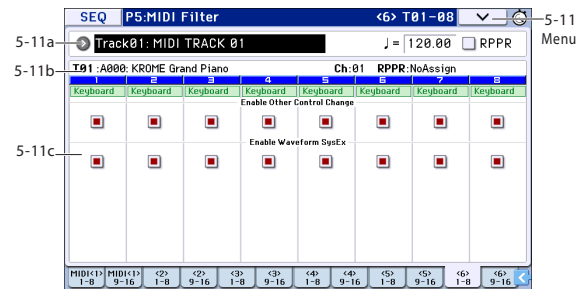 SEQ P5:MIDI Filter <6> T01-08
5-11
Menu
5-11a Track01: MIDI TRACK 01 ♩= 120.00 RPPR
5-11b T01 :A000: KROME Grand Piano Ch:01 RPPR:NoAssign
1 2 3 4 5 6 7 8
Keyboard Keyboard Keyboard Keyboard Keyboard Keyboard Keyboard Keyboard
Enable Other Control Change
5-11c Enable Waveform SysEx
MIDI<1> MIDI<1> <2> <2> <3> <3> <4> <4> <5> <5> <6> <6>
1-8 9-16 1-8 9-16 1-8 9-16 1-8 9-16 1-8 9-16 1-8 9-16